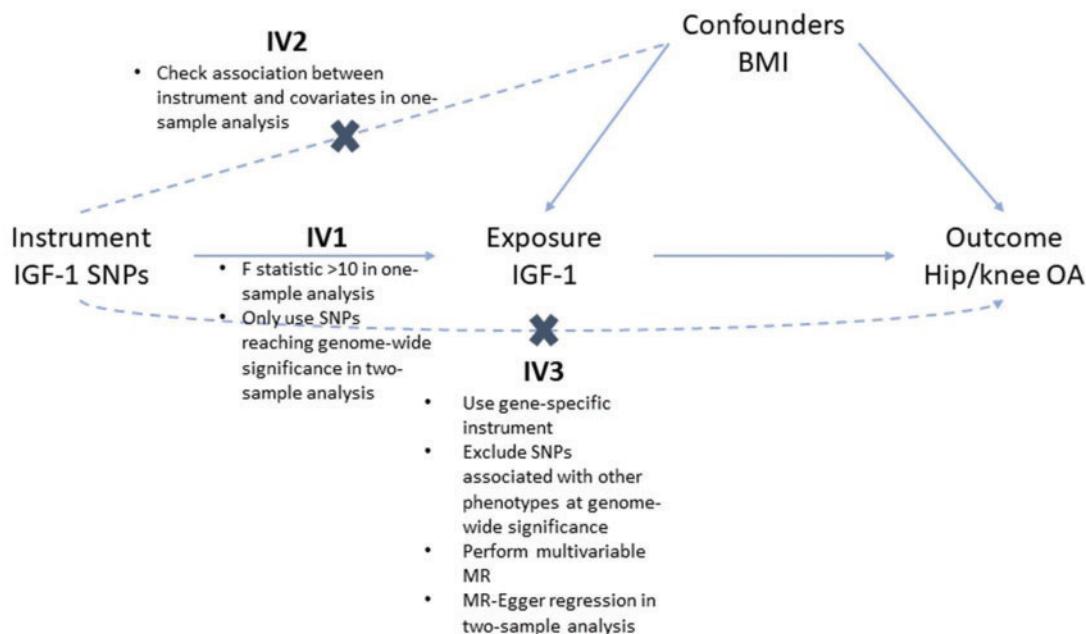 Confounders
BMI
IV2
• Check association between
instrument and covariates in one-
sample analysis
Instrument
IGF-1 SNPs
IV1
• F statistic >10 in one-
sample analysis
• Only use SNPs
reaching genome-wide
significance in two-
sample analysis
Exposure
IGF-1
Outcome
Hip/knee OA
IV3
• Use gene-specific
instrument
• Exclude SNPs
associated with other
phenotypes at genome-
wide significance
• Perform multivariable
MR
• MR-Egger regression in
two-sample analysis